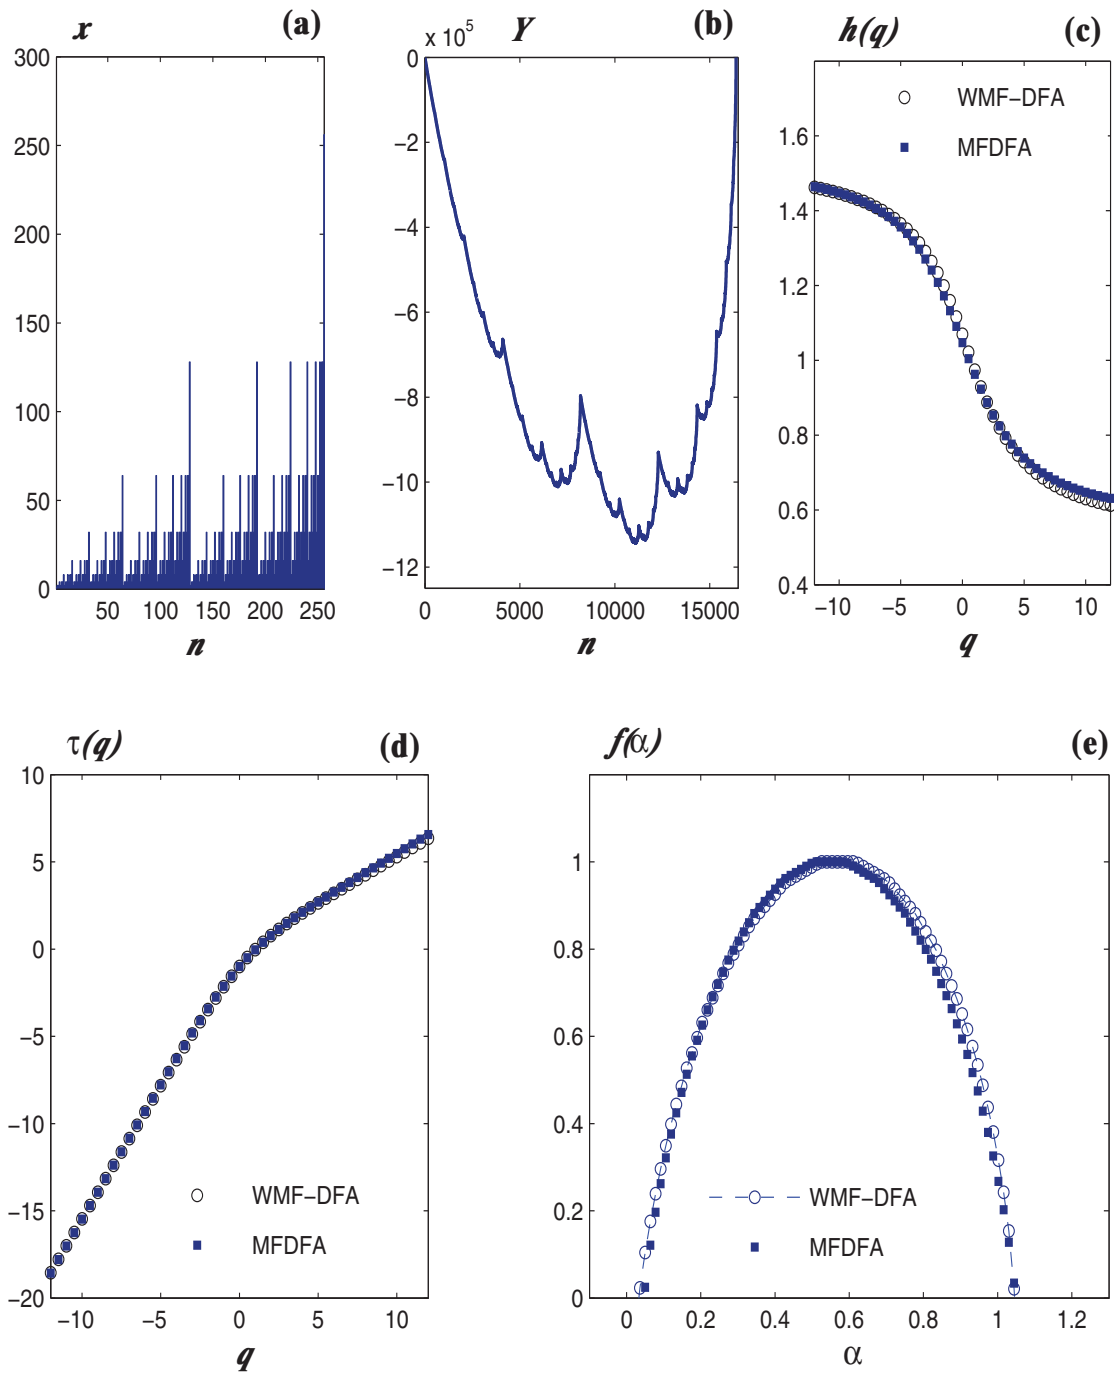 x (a)
300
250
200
150
100
50
0
50 100 150 200 250
n
x 10^5 Y (b)
0
−2
−4
−6
−8
−10
−12
0 5000 10000 15000
n
h(q) (c)
WMF−DFA
MFDFA
1.6
1.4
1.2
1
0.8
0.6
0.4
−10 −5 0 5 10
q
τ(q) (d)
10
5
0
−5
−10
−15
−20
WMF−DFA
MFDFA
−10 −5 0 5 10
q
f(α) (e)
1
0.8
0.6
0.4
0.2
0
WMF−DFA
MFDFA
0 0.2 0.4 0.6 0.8 1 1.2
α